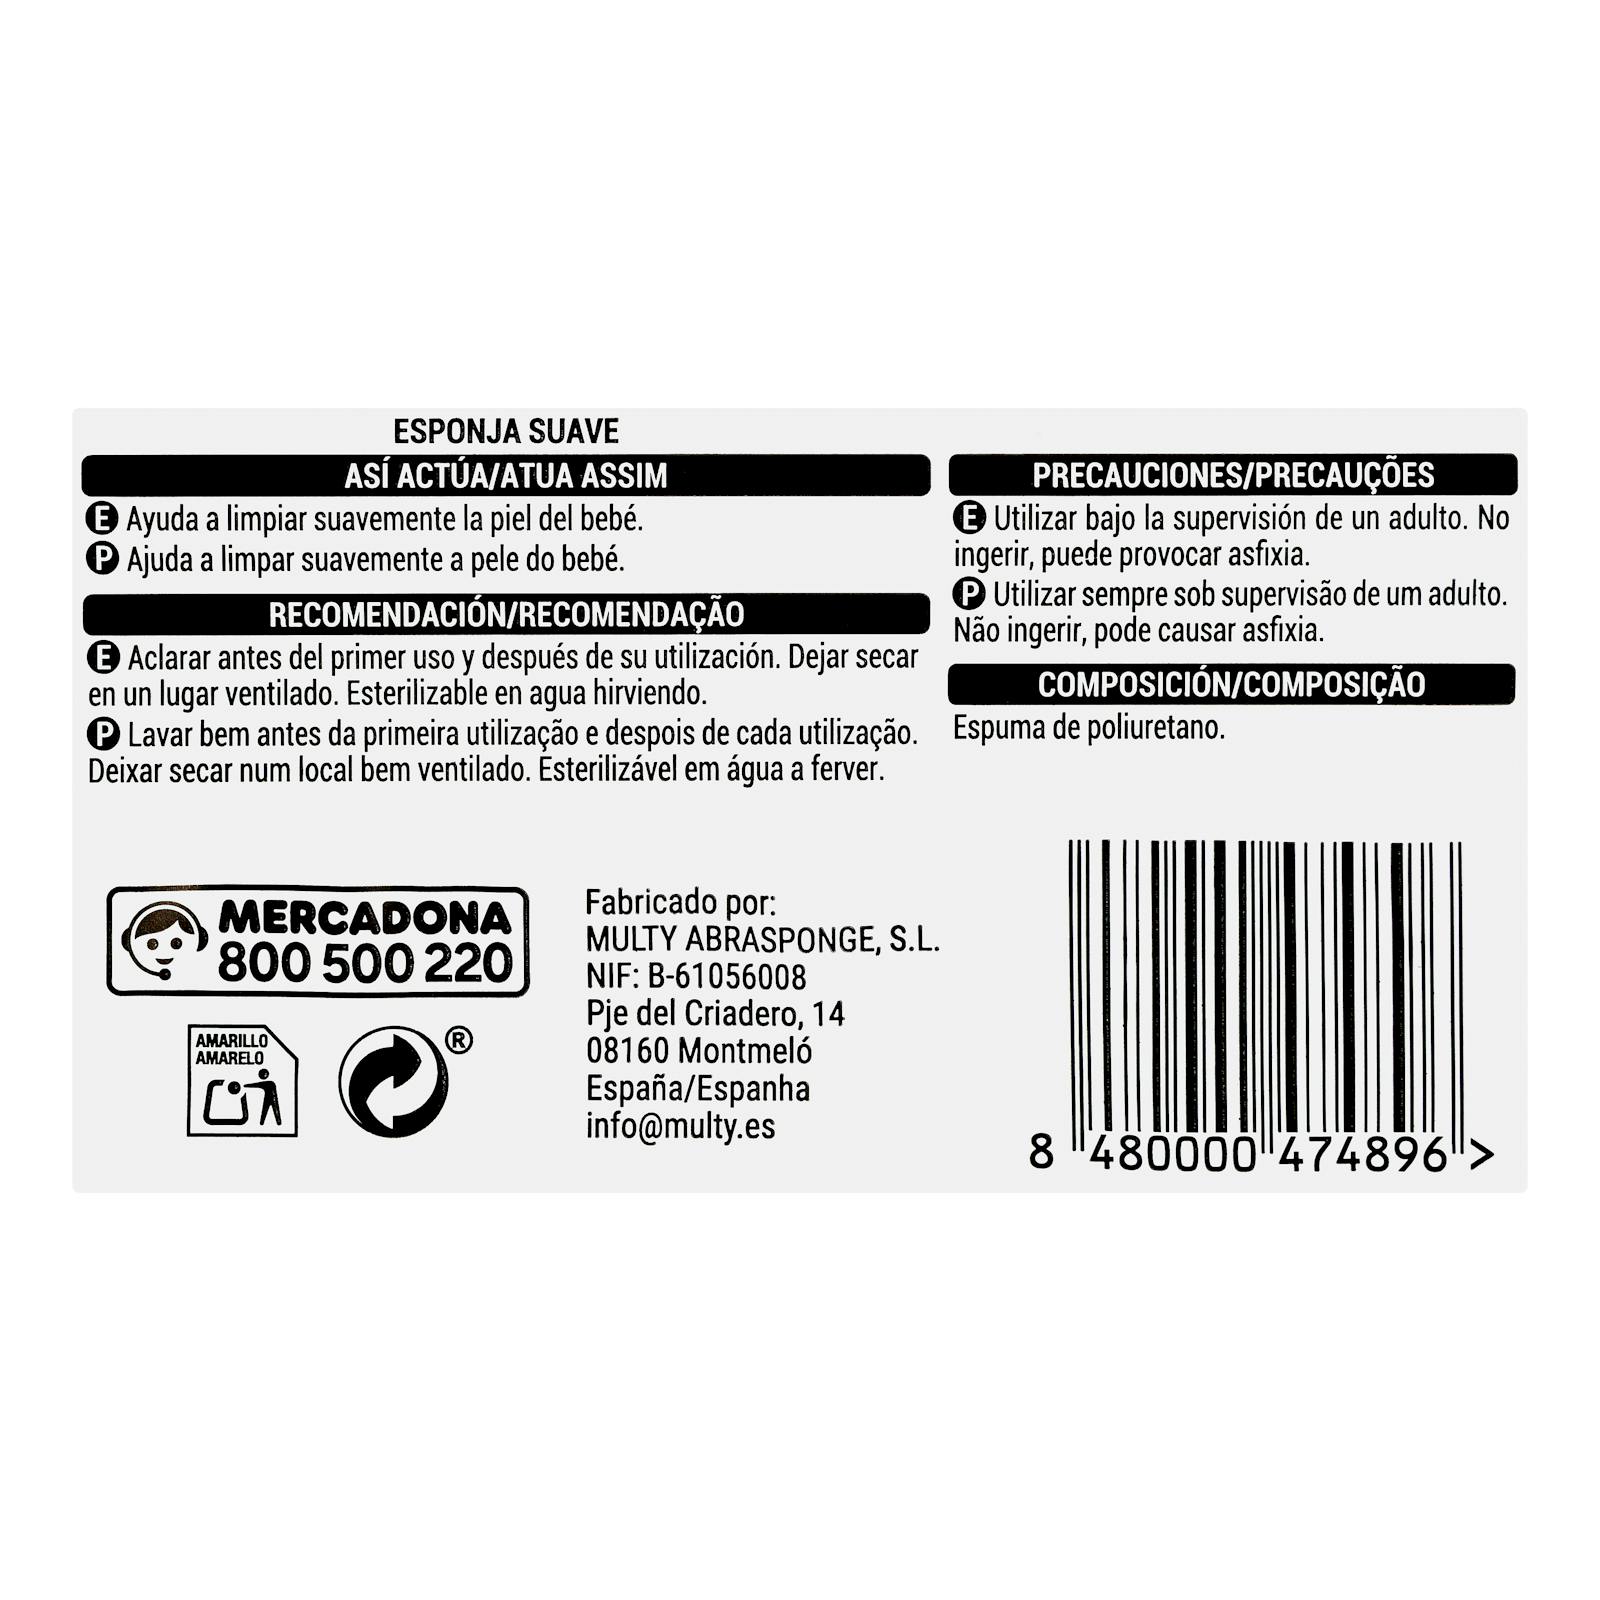 ESPONJA SUAVE
ASÍ ACTÚA/ATUA ASSIM
E Ayuda a limpiar suavemente la piel del bebé.
P Ajuda a limpar suavemente a pele do bebé.
RECOMENDACIÓN/RECOMENDAÇÃO
E Aclarar antes del primer uso y después de su utilización. Dejar secar
en un lugar ventilado. Esterilizable en agua hirviendo.
P Lavar bem antes da primeira utilização e depois de cada utilização.
Deixar secar num local bem ventilado. Esterilizável em água a ferver.
PRECAUCIONES/PRECAUÇÕES
E Utilizar bajo la supervisión de un adulto. No
ingerir, puede provocar asfixia.
P Utilizar sempre sob supervisão de um adulto.
Não ingerir, pode causar asfixia.
COMPOSICIÓN/COMPOSIÇÃO
Espuma de poliuretano.
MERCADONA
800 500 220
AMARILLO
AMARELO
®
Fabricado por:
MULTY ABRASPONGE, S.L.
NIF: B-61056008
Pje del Criadero, 14
08160 Montmeló
España/Espanha
info@multy.es
8 480000 474896 >